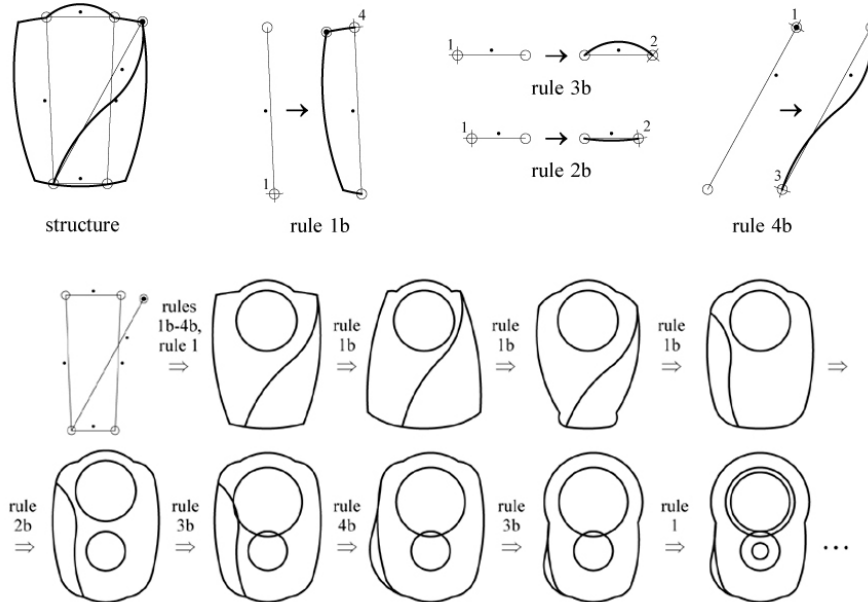 4
1
1
2
1
3
rule 3b
1
2
rule 2b
1
structure
rule 1b
rule 4b
rules
1b-4b,
rule 1
⇒
rule
1b
⇒
rule
1b
⇒
rule
1b
⇒
⇒
rule
2b
⇒
rule
3b
⇒
rule
4b
⇒
rule
3b
⇒
rule
1
⇒
...